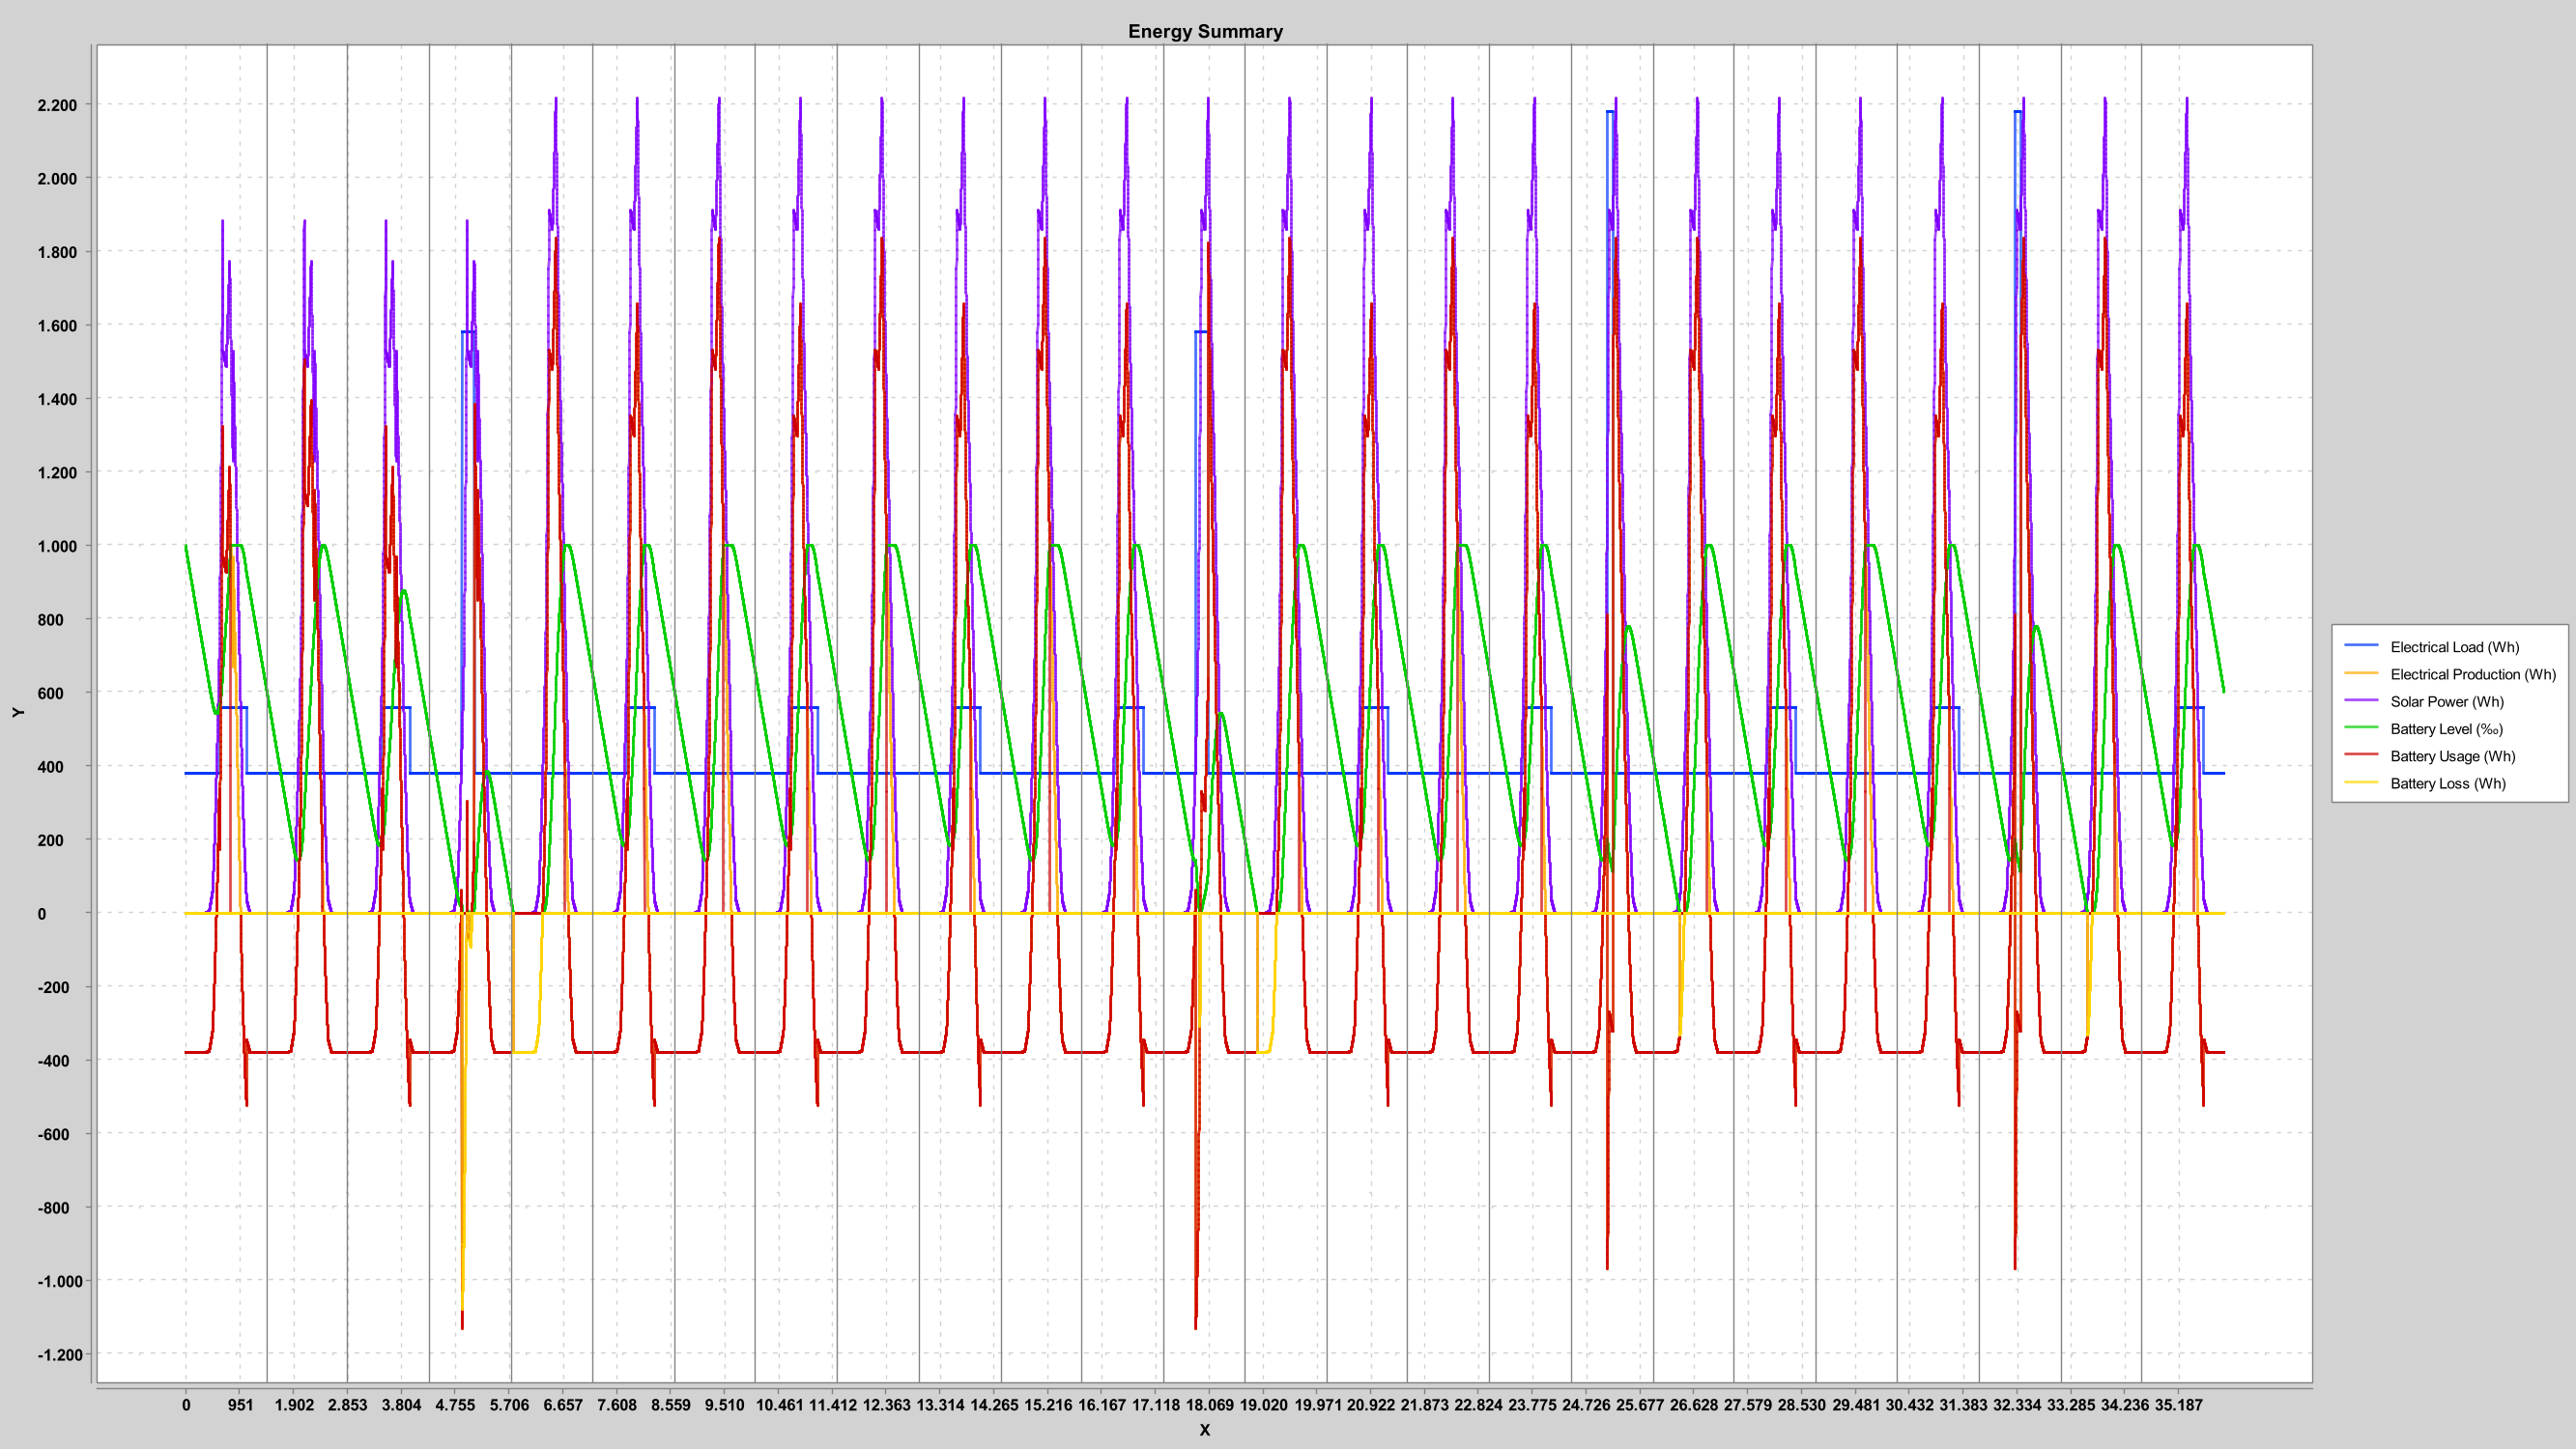 Energy Summary
2.200
2.000
1.800
1.600
1.400
1.200
1.000
800
600
400
200
0
-200
-400
-600
-800
-1.000
-1.200
Y
Electrical Load (Wh)
Electrical Production (Wh)
Solar Power (Wh)
Battery Level (‰)
Battery Usage (Wh)
Battery Loss (Wh)
0 951 1.902 2.853 3.804 4.755 5.706 6.657 7.608 8.559 9.510 10.461 11.412 12.363 13.314 14.265 15.216 16.167 17.118 18.069 19.020 19.971 20.922 21.873 22.824 23.775 24.726 25.677 26.628 27.579 28.530 29.481 30.432 31.383 32.334 33.285 34.236 35.187
X